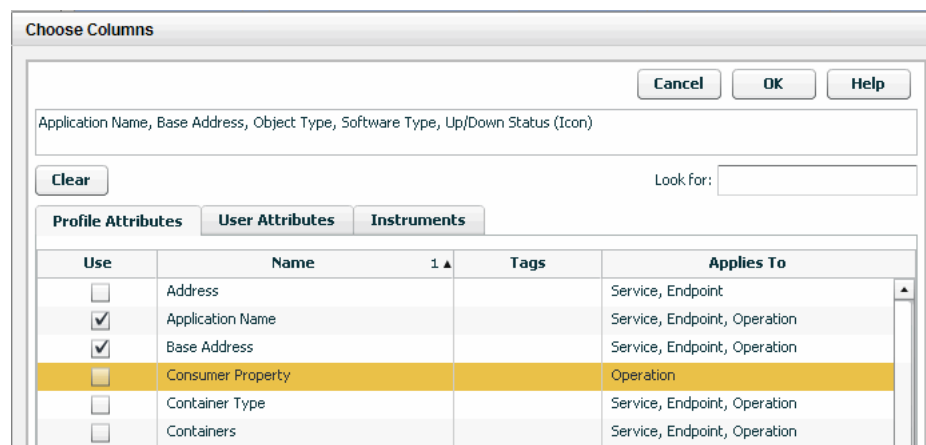 Choose Columns
Cancel OK Help
Application Name, Base Address, Object Type, Software Type, Up/Down Status (Icon)
Clear Look for:
Profile Attributes User Attributes Instruments
Use Name 1 Tags Applies To
Address Service, Endpoint
Application Name Service, Endpoint, Operation
Base Address Service, Endpoint, Operation
Consumer Property Operation
Container Type Service, Endpoint, Operation
Containers Service, Endpoint, Operation